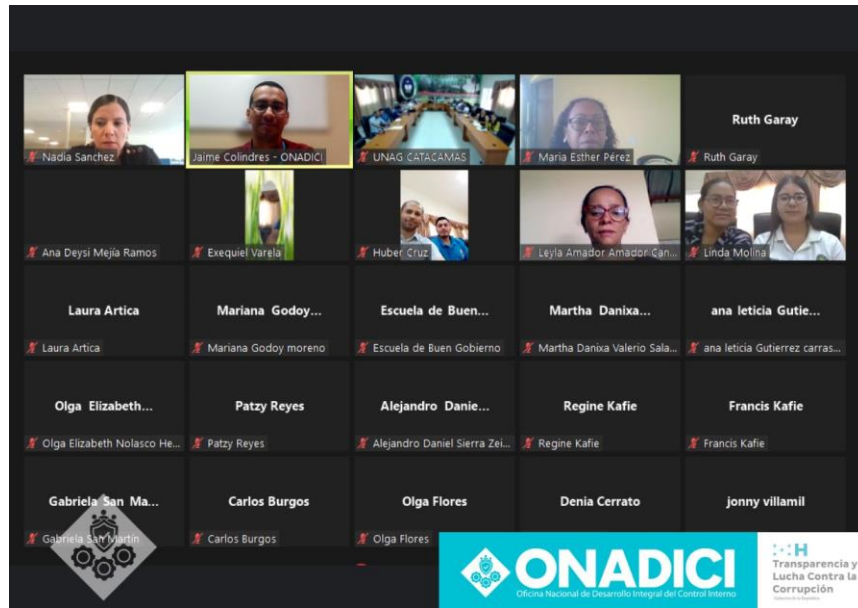 Nadia Sanchez
Jaime Colindres - ONADICI
UNAG CATACAMAS
Maria Esther Pérez
Ruth Garay
Ruth Garay
Ana Deysi Mejía Ramos
Exequiel Varela
Huber Cruz
Leyla Amador Amador Can...
Linda Molina
Laura Artica
Mariana Godoy...
Escuela de Buen...
Martha Danixa...
ana leticia Gutie...
Laura Artica
Mariana Godoy moreno
Escuela de Buen Gobierno
Martha Danixa Valerio Sala...
ana leticia Gutierrez carras...
Olga Elizabeth...
Patzy Reyes
Alejandro Danie...
Regine Kafie
Francis Kafie
Olga Elizabeth Nolasco He...
Patzy Reyes
Alejandro Daniel Sierra Zei...
Regine Kafie
Francis Kafie
Gabriela San Ma...
Carlos Burgos
Olga Flores
Denia Cerrato
jonny villamil
Gabriela San Martín
Carlos Burgos
Olga Flores
ONADICI
Oficina Nacional de Desarrollo Integral del Control Interno
H
Transparencia y
Lucha Contra la
Corrupción